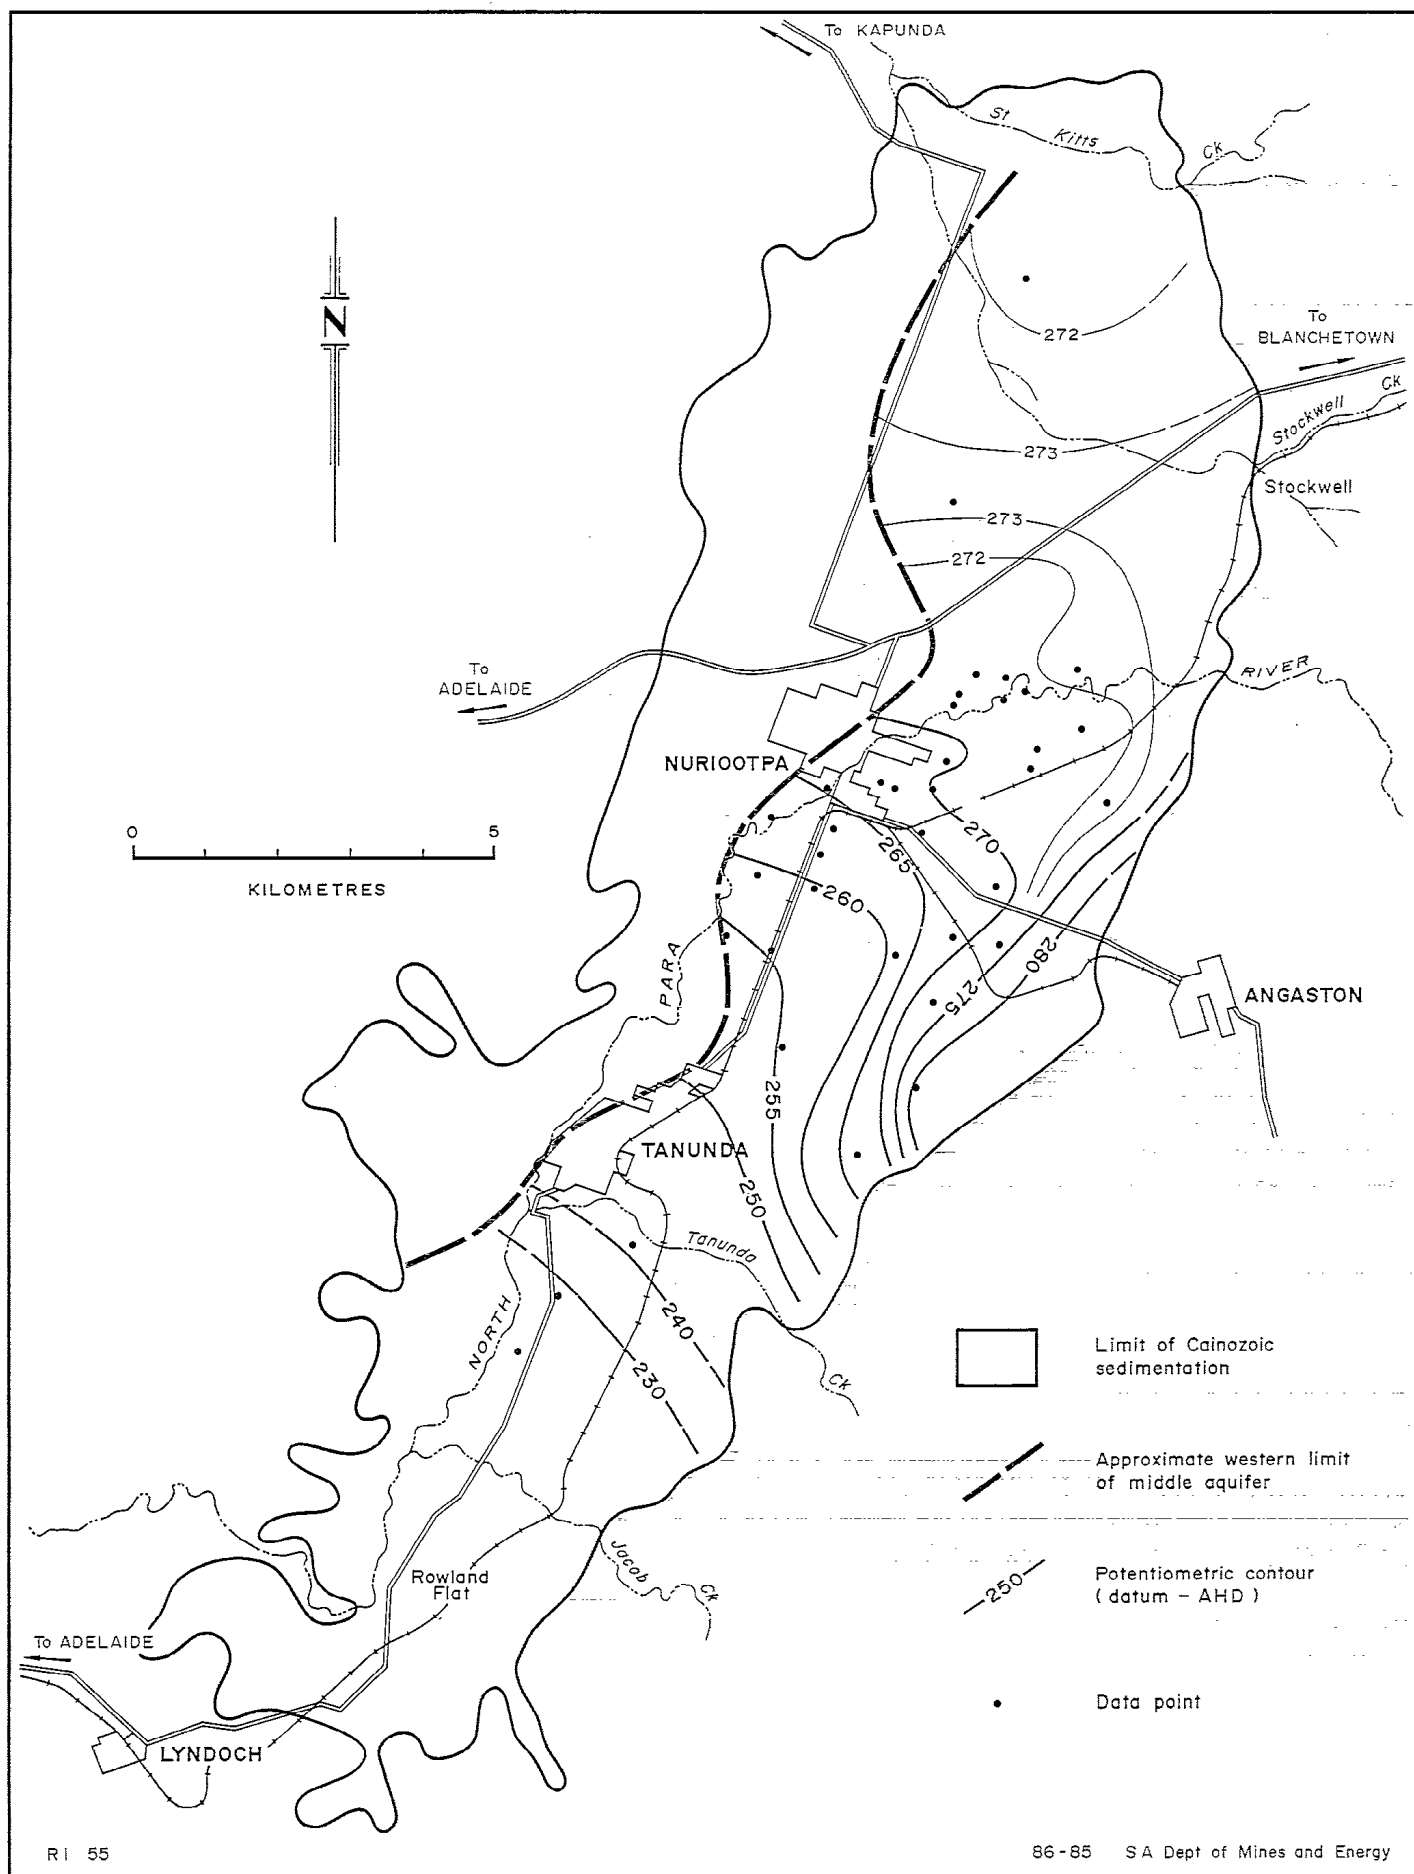 To KAPUNDA
St Kitts Ck
N
272
To
BLANCHETOWN
Ck
Stockwell
273
Stockwell
273
272
To
ADELAIDE
RIVER
NURIOOTPA
0 5
KILOMETRES
270
265
260
PARA
280
275
ANGASTON
255
TANUNDA
250
Tanunda
Ck
NORTH
240
230
Limit of Cainozoic
sedimentation
Approximate western limit
of middle aquifer
Jacob Ck
Rowland
Flat
250
Potentiometric contour
( datum - AHD )
To ADELAIDE
Data point
LYNDOCH
RI 55
86-85 SA Dept of Mines and Energy